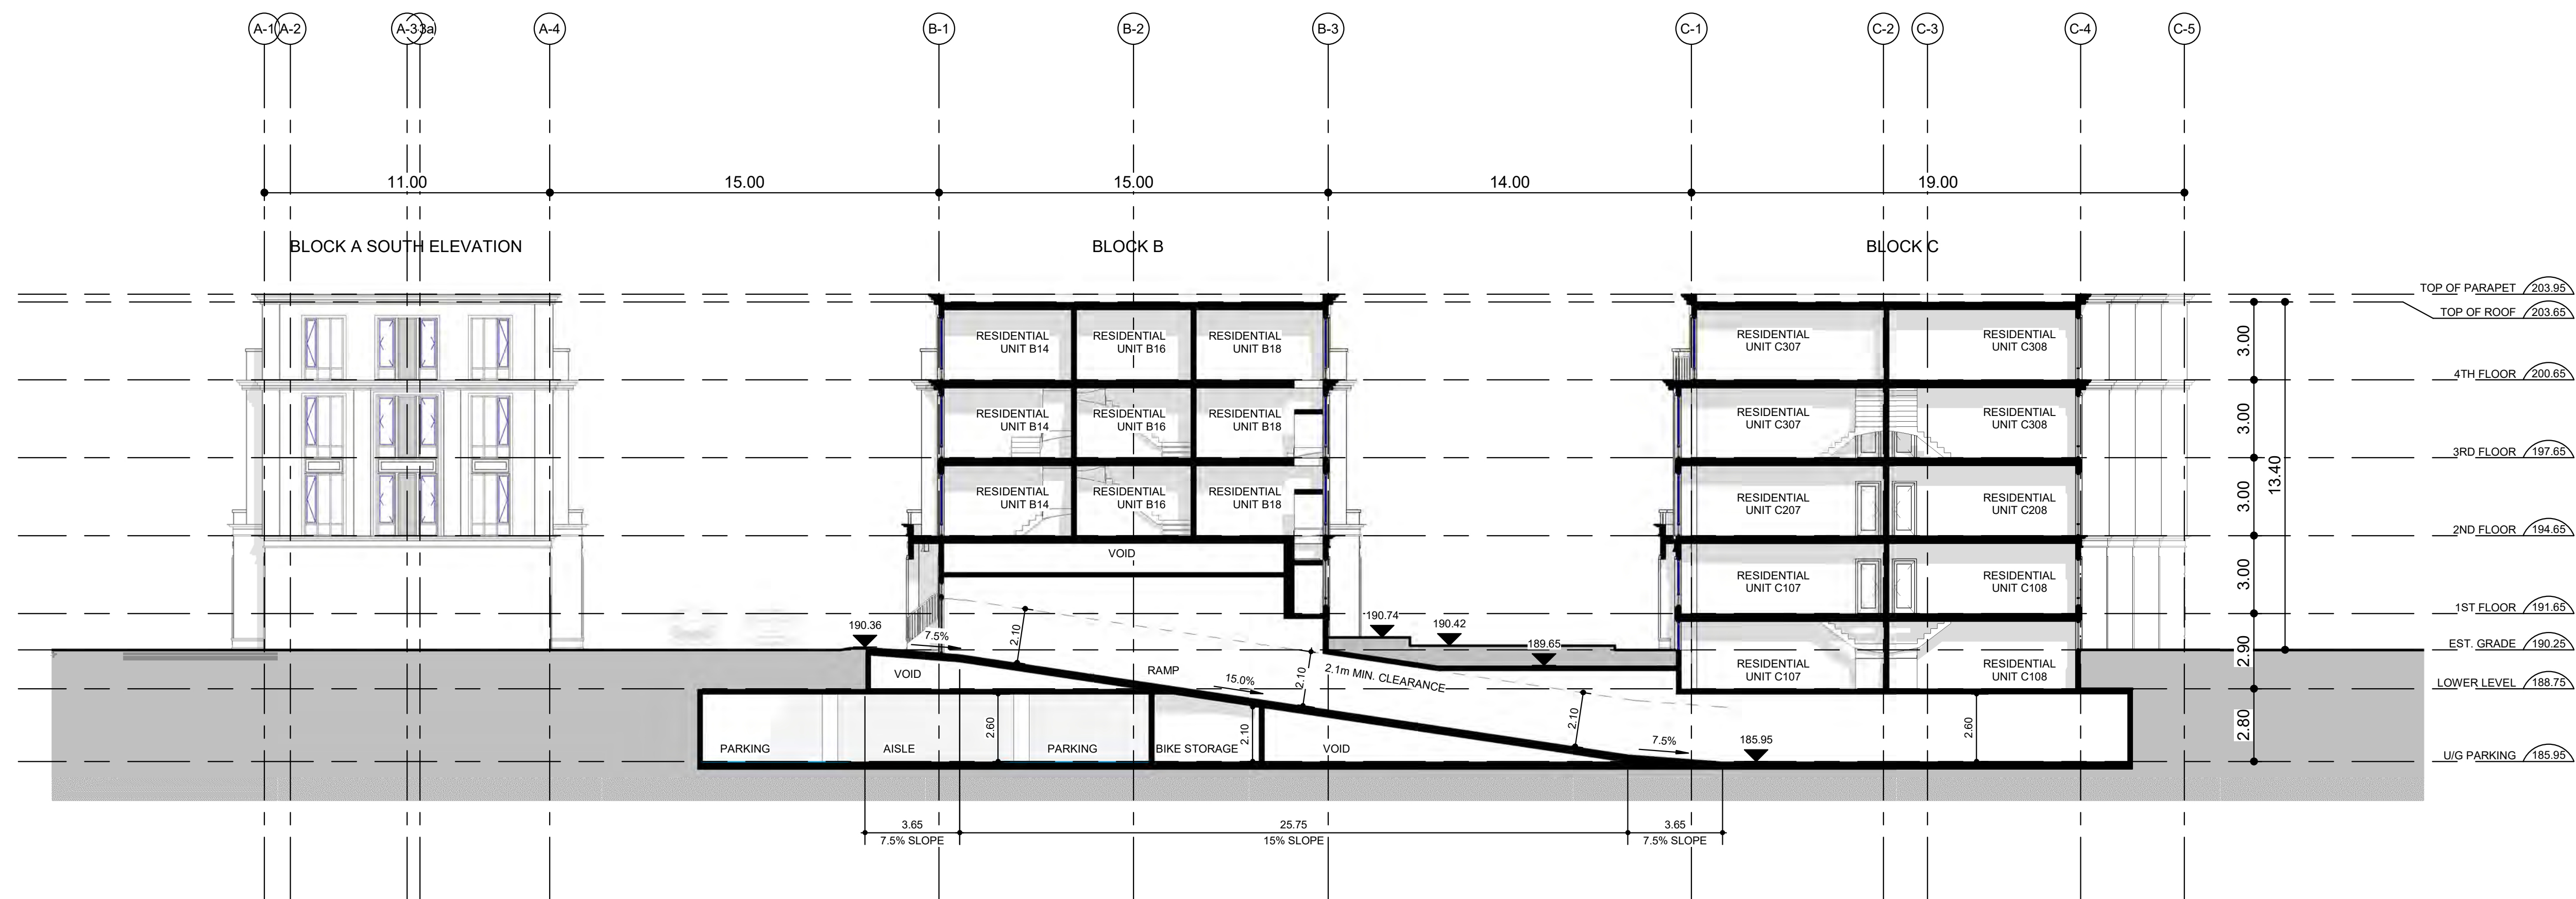 A-1 A-2 A-3 3a) A-4 B-1 B-2 B-3 C-1 C-2 C-3 C-4 C-5
11.00 15.00 15.00 14.00 19.00
BLOCK A SOUTH ELEVATION
BLOCK B
BLOCK C
TOP OF PARAPET 203.95
TOP OF ROOF 203.65
4TH FLOOR 200.65
3RD FLOOR 197.65
2ND FLOOR 194.65
1ST FLOOR 191.65
EST. GRADE 190.25
LOWER LEVEL 188.75
U/G PARKING 185.95
3.00
3.00
3.00
3.00
2.90
2.80
13.40
RESIDENTIAL
UNIT B14
RESIDENTIAL
UNIT B16
RESIDENTIAL
UNIT B18
RESIDENTIAL
UNIT C307
RESIDENTIAL
UNIT C308
RESIDENTIAL
UNIT B14
RESIDENTIAL
UNIT B16
RESIDENTIAL
UNIT B18
RESIDENTIAL
UNIT C307
RESIDENTIAL
UNIT C308
RESIDENTIAL
UNIT B14
RESIDENTIAL
UNIT B16
RESIDENTIAL
UNIT B18
RESIDENTIAL
UNIT C207
RESIDENTIAL
UNIT C208
VOID
RESIDENTIAL
UNIT C107
RESIDENTIAL
UNIT C108
190.36
7.5%
2.10
190.74
190.42
189.65
VOID
RAMP
15.0%
2.10
2.1m MIN. CLEARANCE
RESIDENTIAL
UNIT C107
RESIDENTIAL
UNIT C108
PARKING
AISLE
2.60
PARKING
BIKE STORAGE
2.10
VOID
2.10
7.5%
185.95
2.60
3.65
7.5% SLOPE
25.75
15% SLOPE
3.65
7.5% SLOPE